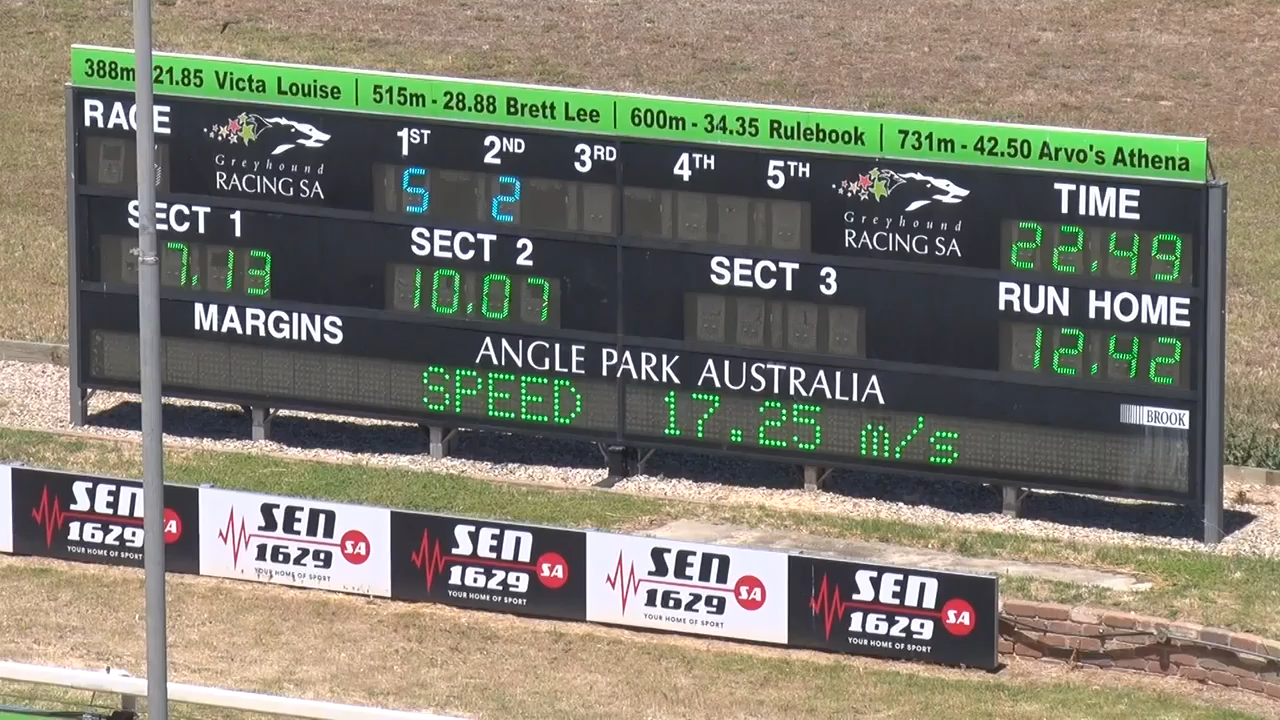 388m 21.85 Victa Louise | 515m - 28.88 Brett Lee | 600m - 34.35 Rulebook | 731m - 42.50 Arvo's Athena
RACE
Greyhound
RACING SA
1ST 2ND 3RD 4TH 5TH
5 2
Greyhound
RACING SA
TIME
22.49
SECT 1
7.13
SECT 2
10.07
SECT 3
RUN HOME
12.42
MARGINS
ANGLE PARK AUSTRALIA
SPEED 17.25 m/s
BROOK
SEN
1629 SA
YOUR HOME OF SPORT
SEN
1629 SA
YOUR HOME OF SPORT
SEN
1629 SA
YOUR HOME OF SPORT
SEN
1629 SA
YOUR HOME OF SPORT
SEN
1629 SA
YOUR HOME OF SPORT